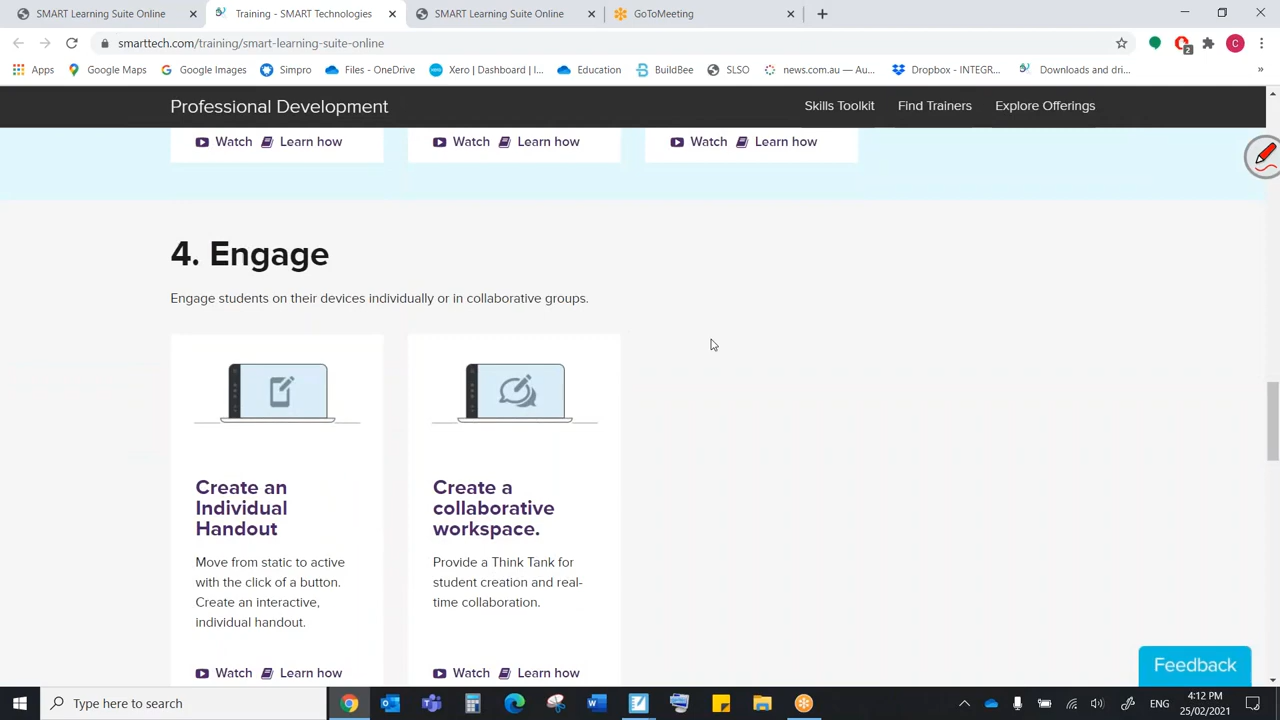 SMART Learning Suite Online
Training - SMART Technologies
SMART Learning Suite Online
GoToMeeting
smarttech.com/training/smart-learning-suite-online
2
C
Apps
Google Maps
Google Images
Simpro
Files - OneDrive
Xero | Dashboard | I...
Education
BuildBee
SLSO
news.com.au — Au...
Dropbox - INTEGR...
Downloads and dri...
Professional Development
Skills Toolkit
Find Trainers
Explore Offerings
Watch Learn how
Watch Learn how
Watch Learn how
4. Engage
Engage students on their devices individually or in collaborative groups.
Create an
Individual
Handout
Move from static to active
with the click of a button.
Create an interactive,
individual handout.
Watch Learn how
Create a
collaborative
workspace.
Provide a Think Tank for
student creation and real-
time collaboration.
Watch Learn how
Feedback
Type here to search
ENG
4:12 PM
25/02/2021